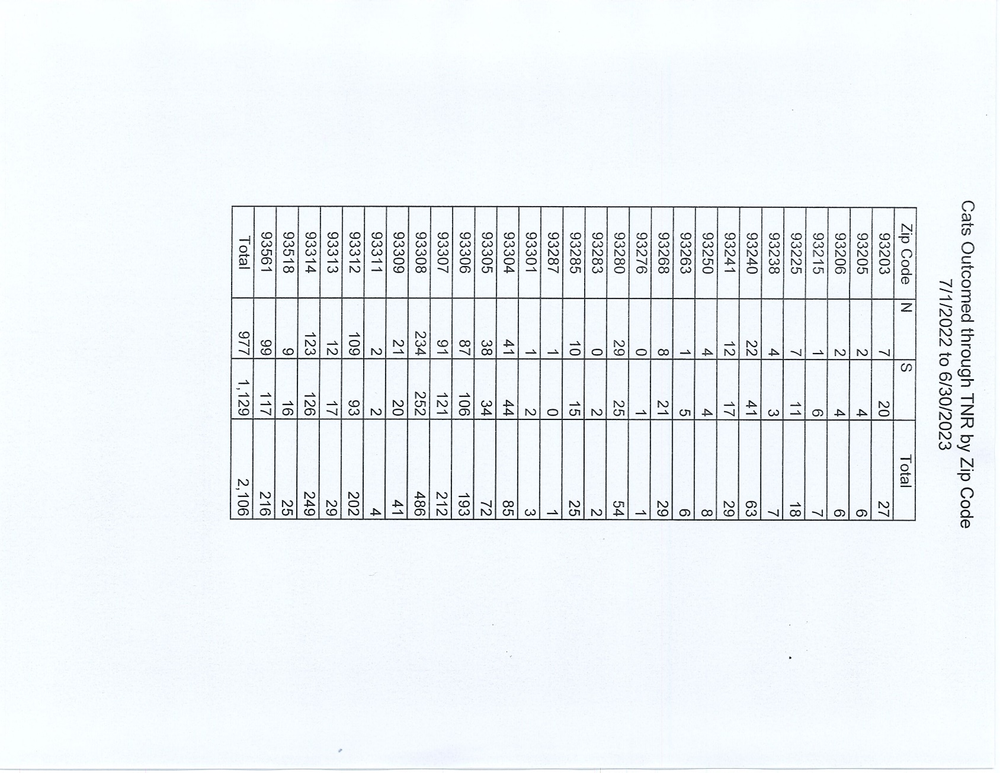 Cats Outcomed through TNR by Zip Code
7/1/2022 to 6/30/2023
Zip Code N S Total
93203 7 20 27
93205 2 4 6
93206 2 4 6
93215 1 6 7
93225 7 11 18
93238 4 3 7
93240 22 41 63
93241 12 17 29
93250 4 4 8
93263 1 5 6
93268 8 21 29
93276 0 1 1
93280 29 25 54
93283 0 2 2
93285 10 15 25
93287 1 0 1
93301 1 2 3
93304 41 44 85
93305 38 34 72
93306 87 106 193
93307 91 121 212
93308 234 252 486
93309 21 20 41
93311 2 2 4
93312 109 93 202
93313 12 17 29
93314 123 126 249
93518 9 16 25
93561 99 117 216
Total 977 1,129 2,106